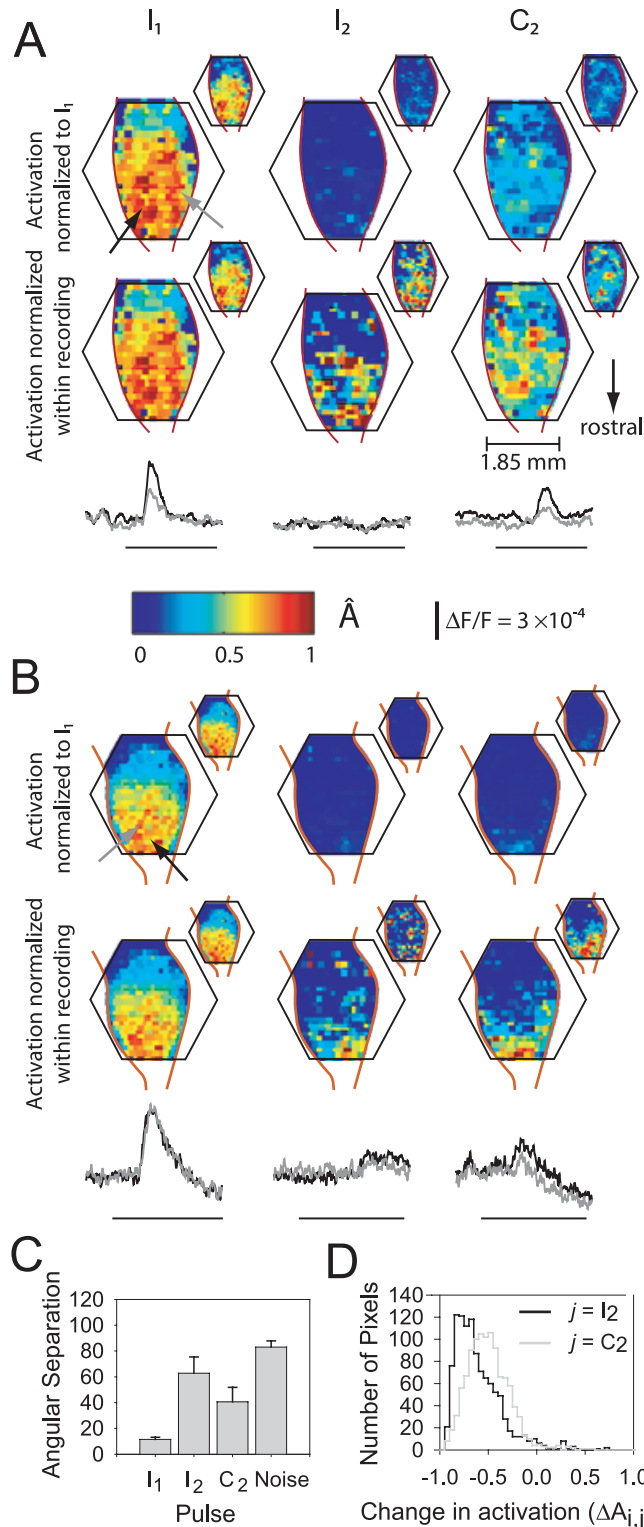 A
I1
I2
C2
Activation
normalized to I1
Activation normalized
within recording
rostral
1.85 mm
Â
0
0.5
1
ΔF/F = 3 ×10-4
B
Activation
normalized to I1
Activation normalized
within recording
C
Angular Separation
120
100
80
60
40
20
0
I1 I2 C2 Noise
Pulse
D
Number of Pixels
140
120
100
80
60
40
20
0
j = I2
j = C2
-1.0 -0.5 0.0 0.5 1.0
Change in activation (ΔAi,j